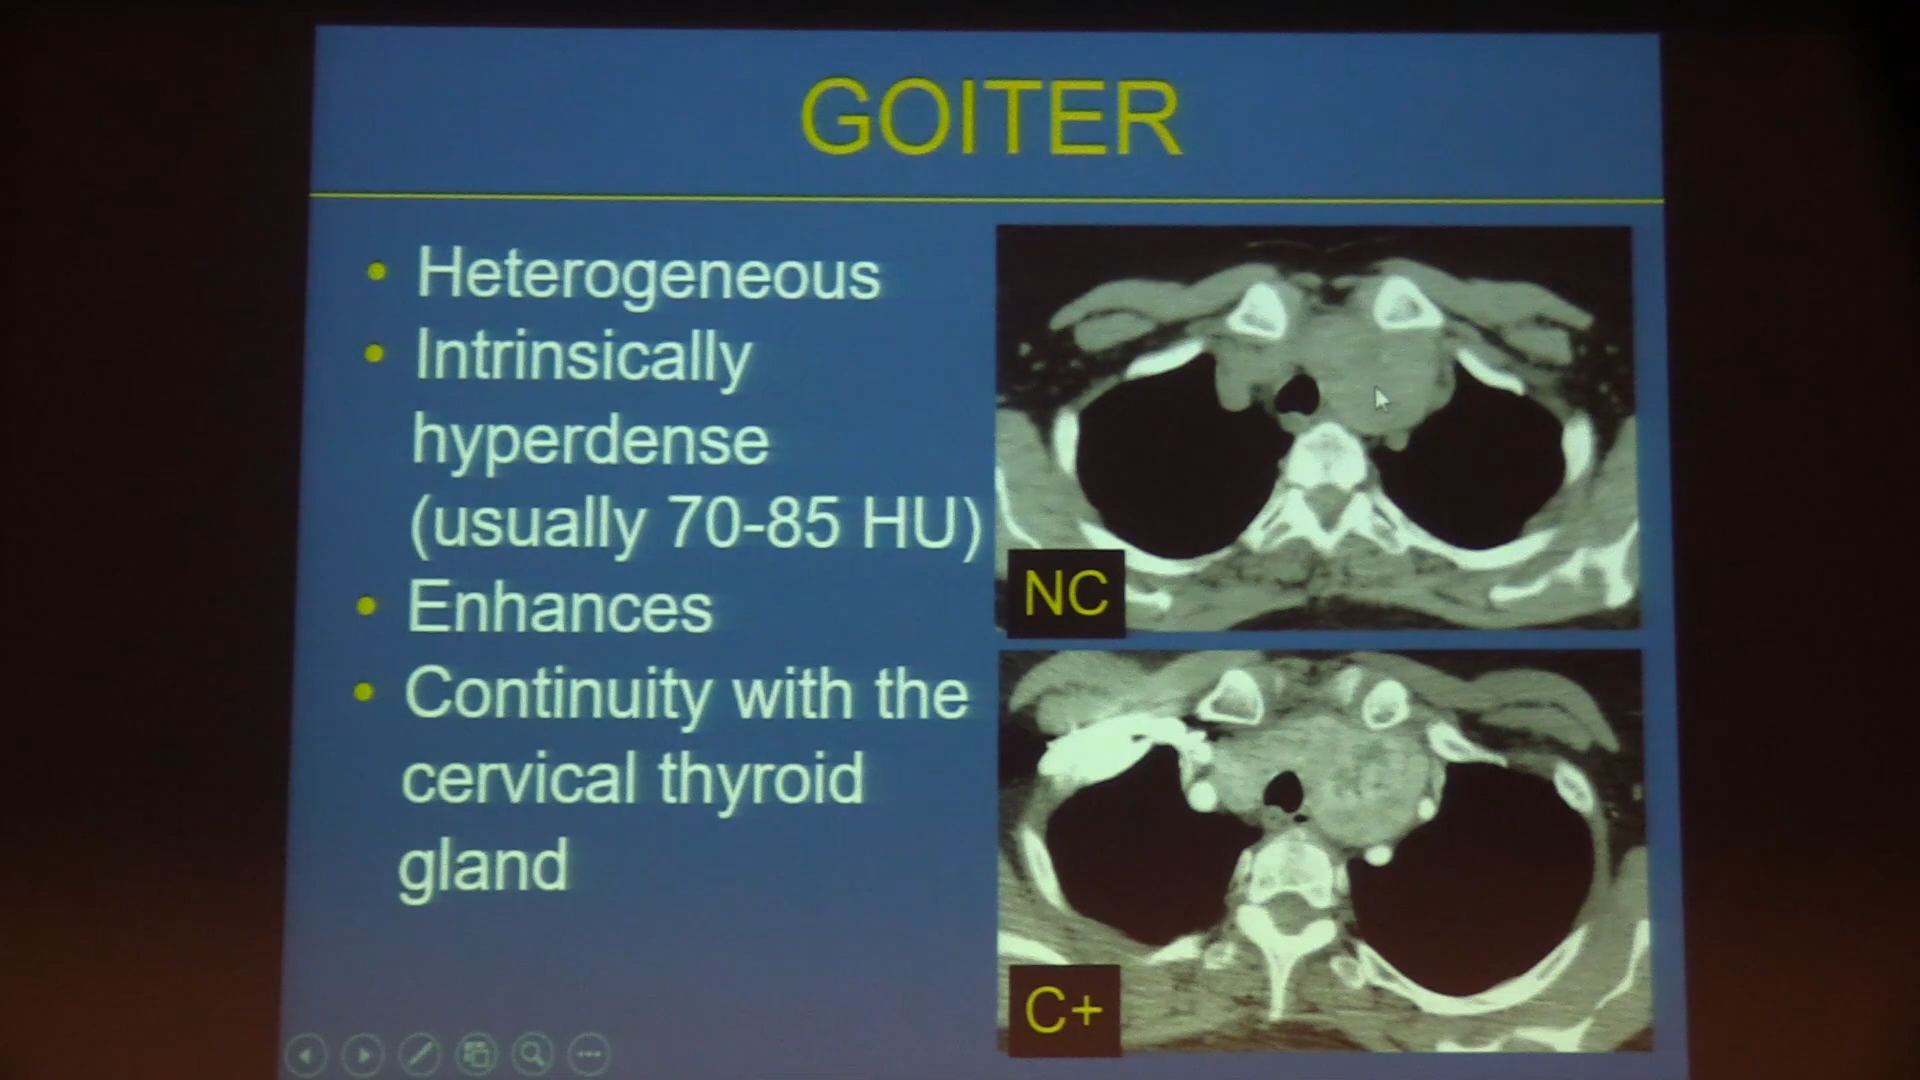 GOITER
• Heterogeneous
• Intrinsically
hyperdense
(usually 70-85 HU)
• Enhances
• Continuity with the
cervical thyroid
gland
NC
C+